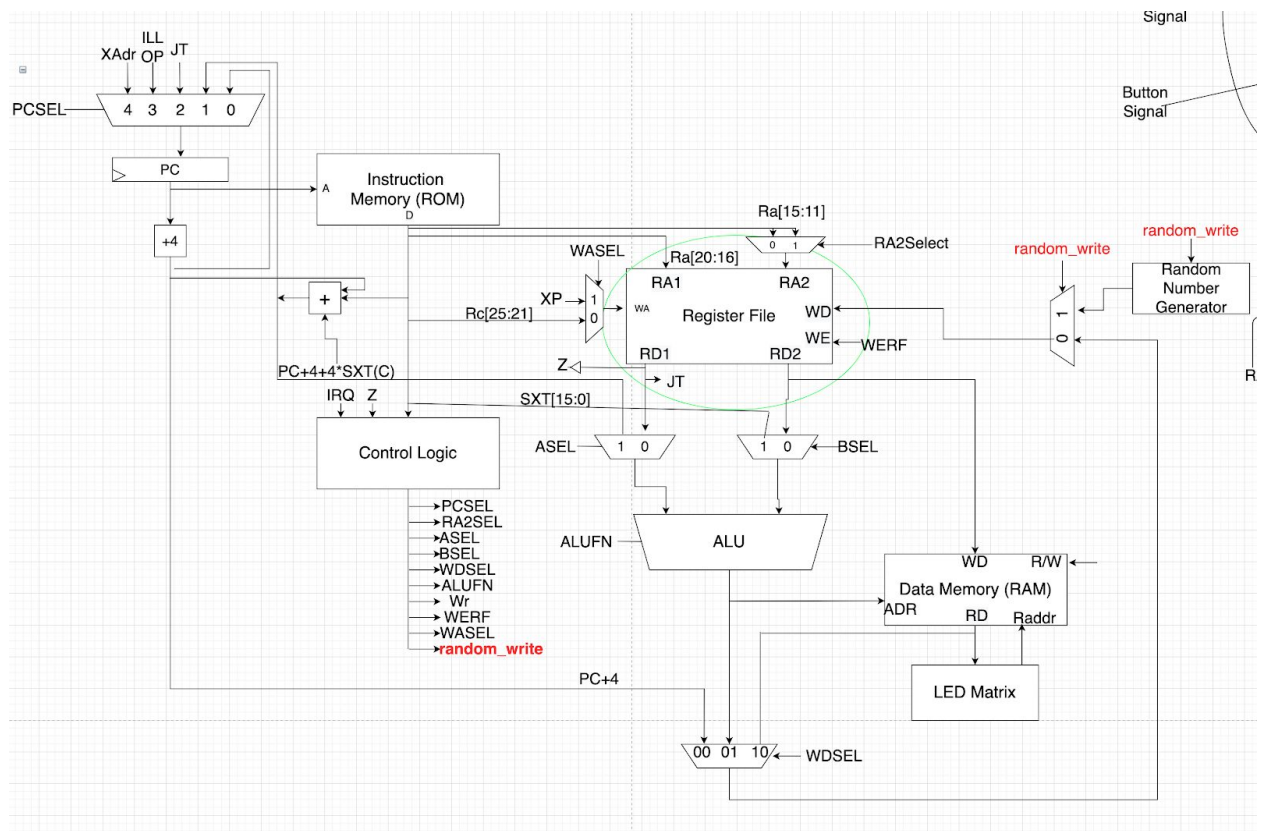 Signal
ILL
OP
XAdr
JT
PCSEL
4 3 2 1 0
Button
Signal
PC
Instruction
Memory (ROM)
A
D
+4
Ra[15:11]
0 1
RA2Select
WASEL
Ra[20:16]
random_write
random_write
Random
Number
Generator
XP
1
0
Rc[25:21]
RA1
RA2
WA
Register File
WD
WE
WERF
RD1
RD2
1
0
+
Z
JT
PC+4+4*SXT(C)
IRQ Z
SXT[15:0]
Control Logic
ASEL
1 0
1 0
BSEL
PCSEL
RA2SEL
ASEL
BSEL
WDSEL
ALUFN
Wr
WERF
WASEL
random_write
ALUFN
ALU
WD
R/W
Data Memory (RAM)
ADR
RD
Raddr
LED Matrix
PC+4
00 01 10
WDSEL